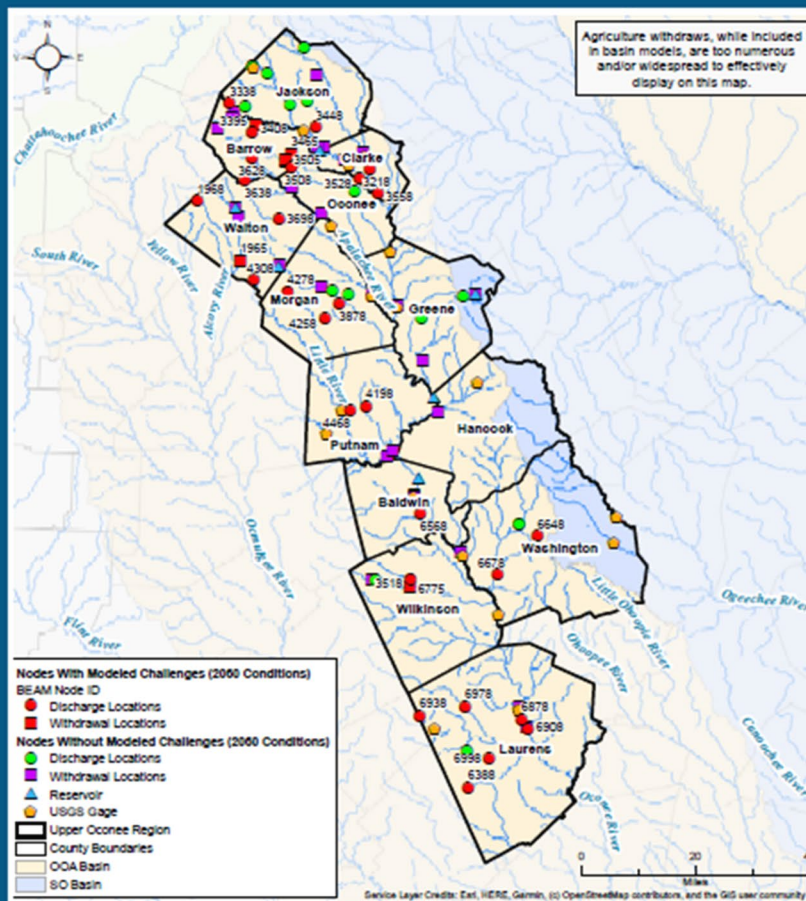 N
E
Agriculture withdraws, while included
in basin models, are too numerous
and/or widespread to effectively
display on this map.
Chattahoochee River
Jackson
3338
3395
3408
3448
3465
Barrow
3505
Clarke
3628
3508
3528
3218
3558
1968
3638
Oconee
Walton
3698
South River
Yellow River
Alcovy River
Apalachee River
1965
4308
4278
Morgan
Greene
4258
3878
Little River
4198
4468
Putnam
Hancock
Baldwin
6568
6648
Washington
6678
Ocmulgee River
3518
6775
Wilkinson
Little Ohoopie River
Ogeechee River
Flint River
Ohoopee River
6938
6978
6878
6908
Laurens
6998
6388
Canoochee River
Oconee River
Nodes With Modeled Challenges (2060 Conditions)
BEAM Node ID
Discharge Locations
Withdrawal Locations
Nodes Without Modeled Challenges (2060 Conditions)
Discharge Locations
Withdrawal Locations
Reservoir
USGS Gage
Upper Oconee Region
County Boundaries
OOA Basin
SO Basin
0 20
Miles
Service Layer Credits: Esri, HERE, Garmin, (c) OpenStreetMap contributors, and the GIS user community